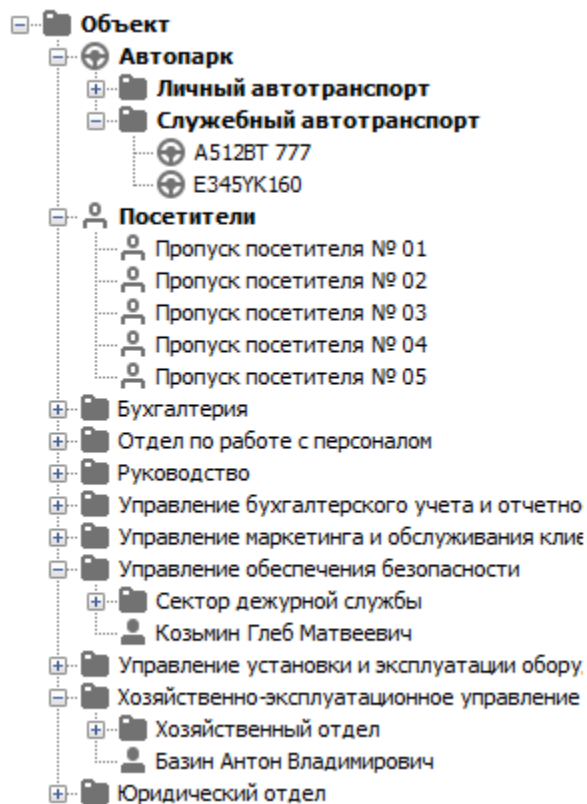 Объект
Автопарк
Личный автотранспорт
Служебный автотранспорт
А512ВТ 777
Е345УК160
Посетители
Пропуск посетителя № 01
Пропуск посетителя № 02
Пропуск посетителя № 03
Пропуск посетителя № 04
Пропуск посетителя № 05
Бухгалтерия
Отдел по работе с персоналом
Руководство
Управление бухгалтерского учета и отчетно
Управление маркетинга и обслуживания клие
Управление обеспечения безопасности
Сектор дежурной службы
Козьмин Глеб Матвеевич
Управление установки и эксплуатации обору
Хозяйственно-эксплуатационное управление
Хозяйственный отдел
Базин Антон Владимирович
Юридический отдел